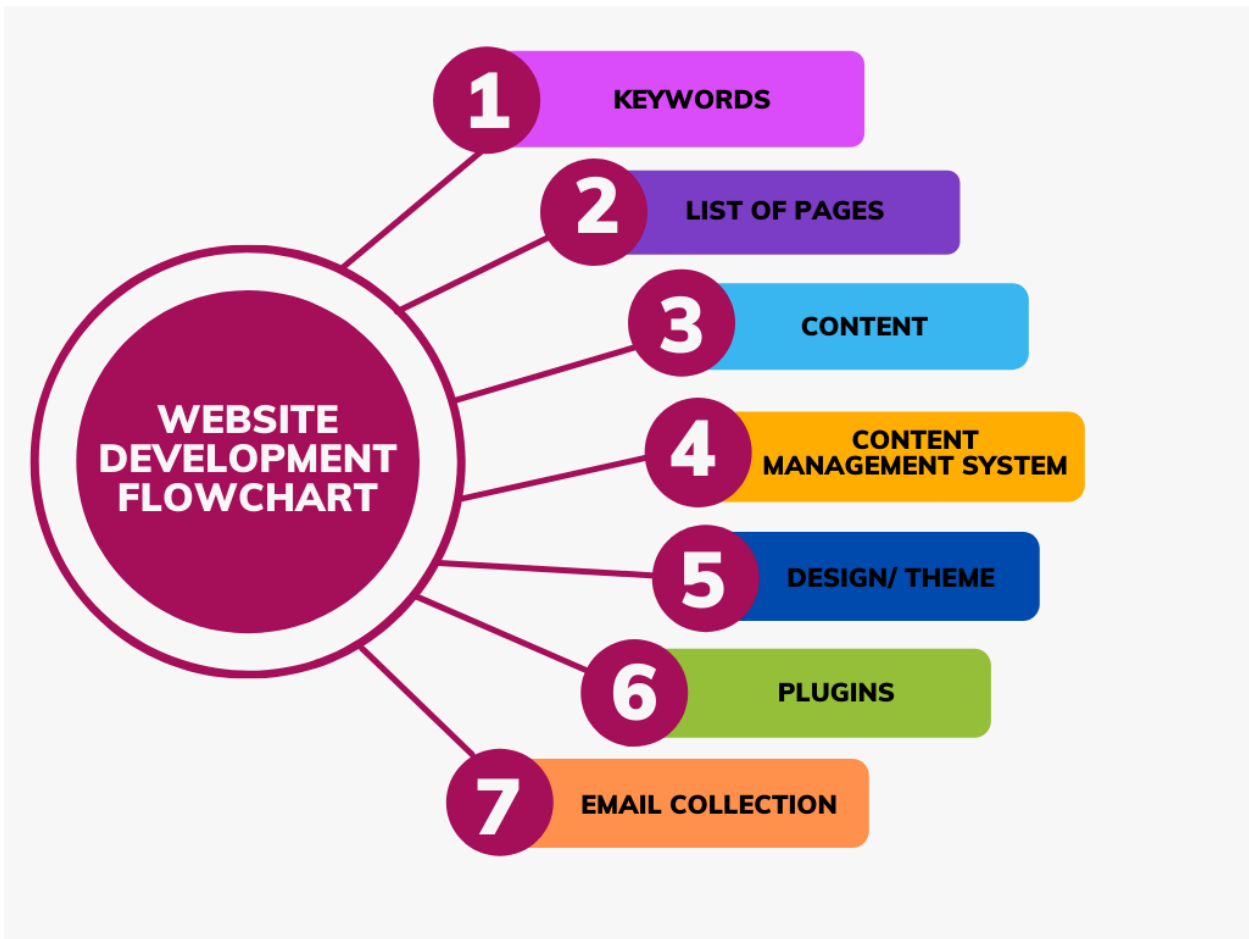 WEBSITE
DEVELOPMENT
FLOWCHART
1
KEYWORDS
2
LIST OF PAGES
3
CONTENT
4
CONTENT
MANAGEMENT SYSTEM
5
DESIGN/ THEME
6
PLUGINS
7
EMAIL COLLECTION